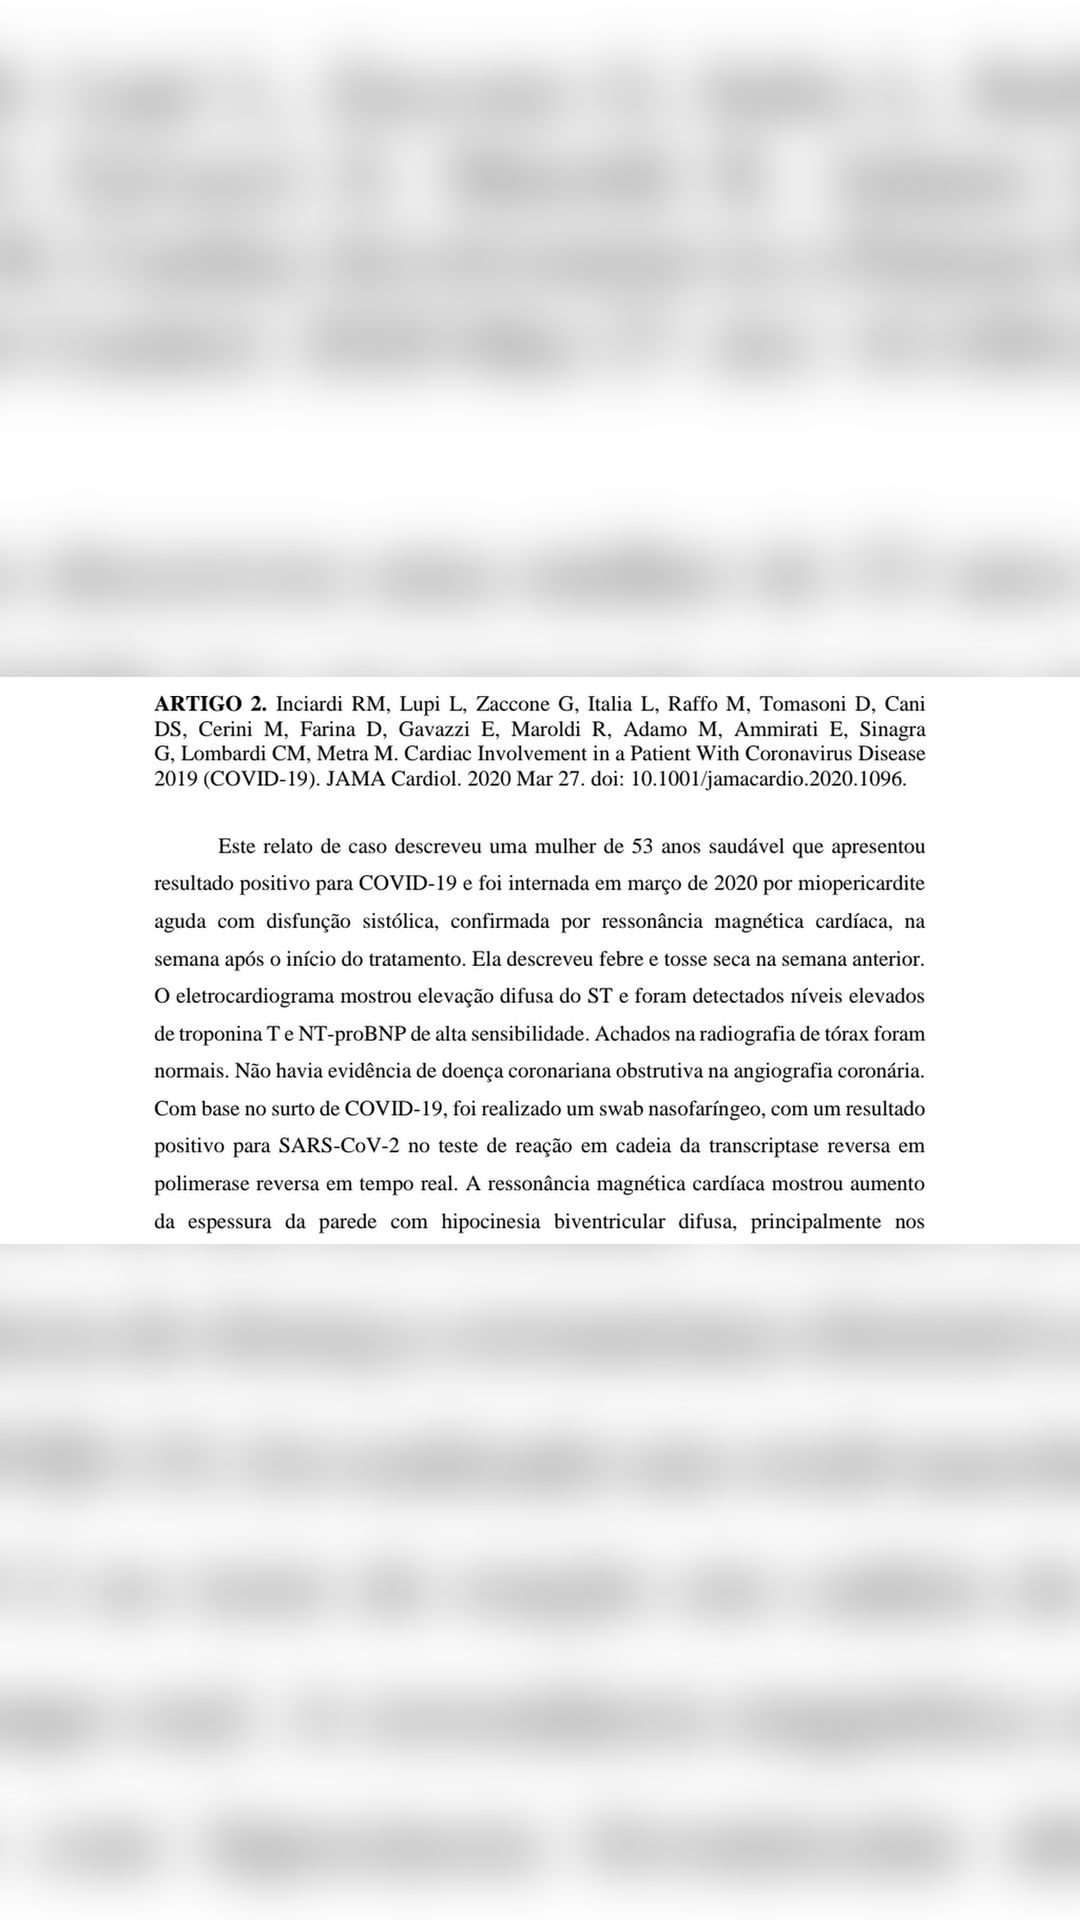 ARTIGO 2. Inciardi RM, Lupi L, Zaccone G, Italia L, Raffo M, Tomasoni D, Cani
DS, Cerini M, Farina D, Gavazzi E, Maroldi R, Adamo M, Ammirati E, Sinagra
G, Lombardi CM, Metra M. Cardiac Involvement in a Patient With Coronavirus Disease
2019 (COVID-19). JAMA Cardiol. 2020 Mar 27. doi: 10.1001/jamacardio.2020.1096.
Este relato de caso descreveu uma mulher de 53 anos saudável que apresentou
resultado positivo para COVID-19 e foi internada em março de 2020 por miopericardite
aguda com disfunção sistólica, confirmada por ressonância magnética cardíaca, na
semana após o início do tratamento. Ela descreveu febre e tosse seca na semana anterior.
O eletrocardiograma mostrou elevação difusa do ST e foram detectados níveis elevados
de troponina T e NT-proBNP de alta sensibilidade. Achados na radiografia de tórax foram
normais. Não havia evidência de doença coronariana obstrutiva na angiografia coronária.
Com base no surto de COVID-19, foi realizado um swab nasofaríngeo, com um resultado
positivo para SARS-CoV-2 no teste de reação em cadeia da transcriptase reversa em
polimerase reversa em tempo real. A ressonância magnética cardíaca mostrou aumento
da espessura da parede com hipocinesia biventricular difusa, principalmente nos